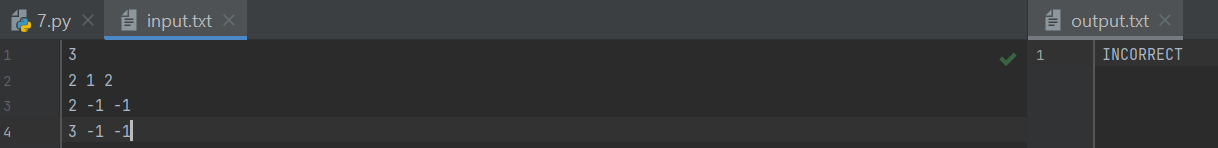 7.py input.txt output.txt
1 3 1 INCORRECT
2 2 1 2
3 2 -1 -1
4 3 -1 -1